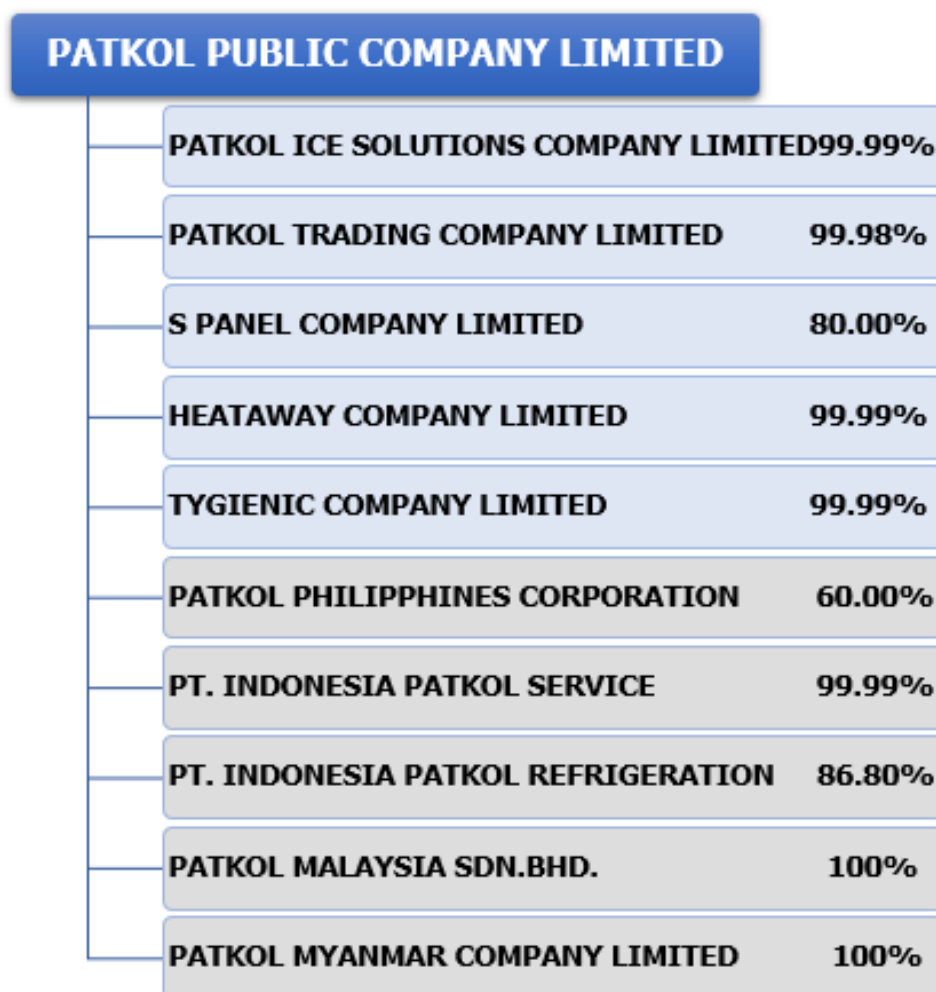 PATKOL PUBLIC COMPANY LIMITED
PATKOL ICE SOLUTIONS COMPANY LIMITED99.99%
PATKOL TRADING COMPANY LIMITED 99.98%
S PANEL COMPANY LIMITED 80.00%
HEATAWAY COMPANY LIMITED 99.99%
TYGIENIC COMPANY LIMITED 99.99%
PATKOL PHILIPPHINES CORPORATION 60.00%
PT. INDONESIA PATKOL SERVICE 99.99%
PT. INDONESIA PATKOL REFRIGERATION 86.80%
PATKOL MALAYSIA SDN.BHD. 100%
PATKOL MYANMAR COMPANY LIMITED 100%